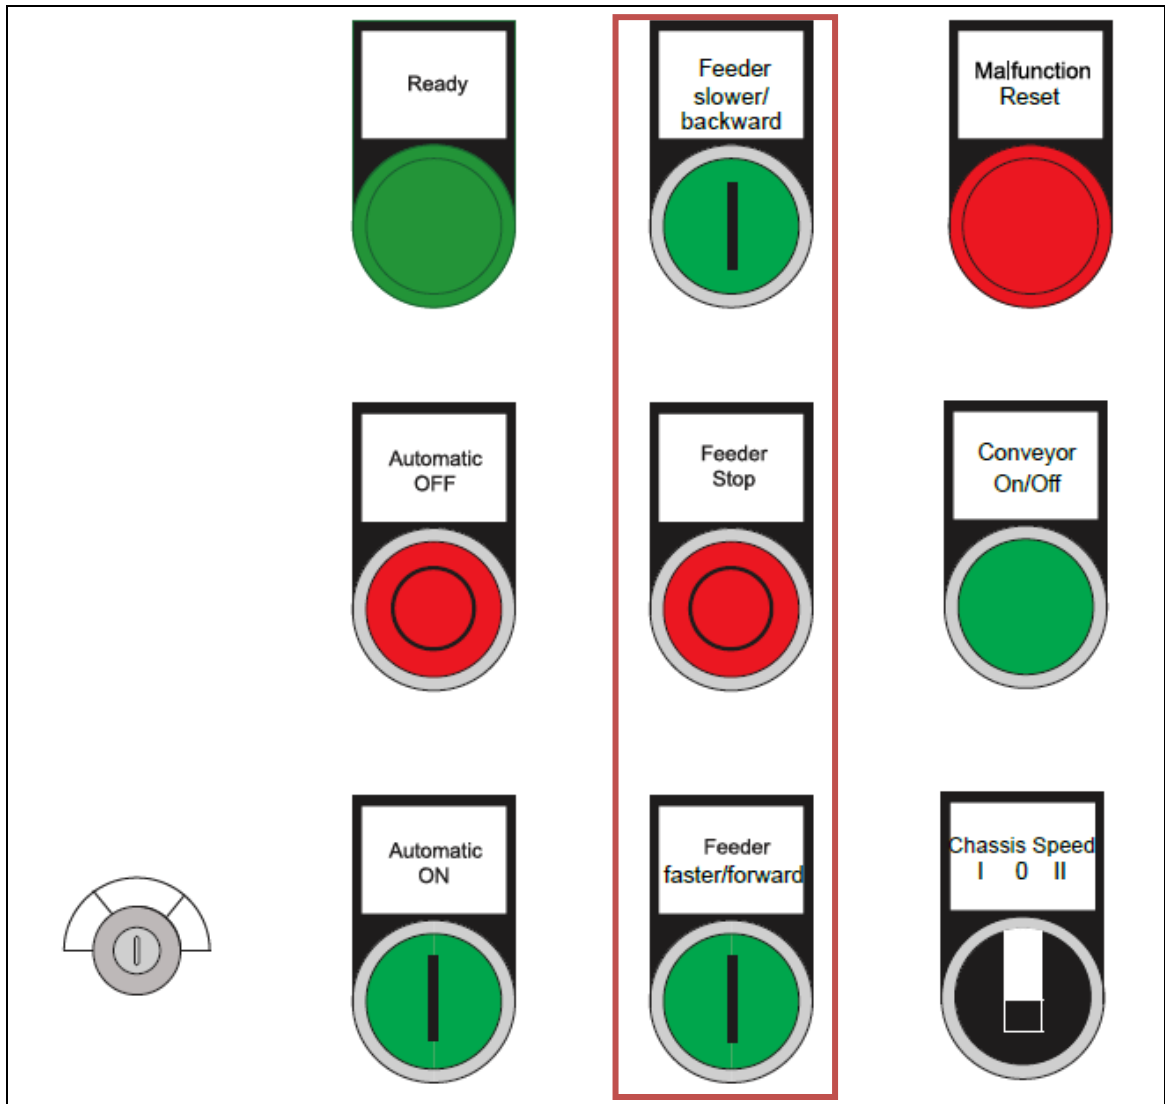 Ready
Feeder
slower/
backward
Malfunction
Reset
Automatic
OFF
Feeder
Stop
Conveyor
On/Off
Automatic
ON
Feeder
faster/forward
Chassis Speed
I 0 II